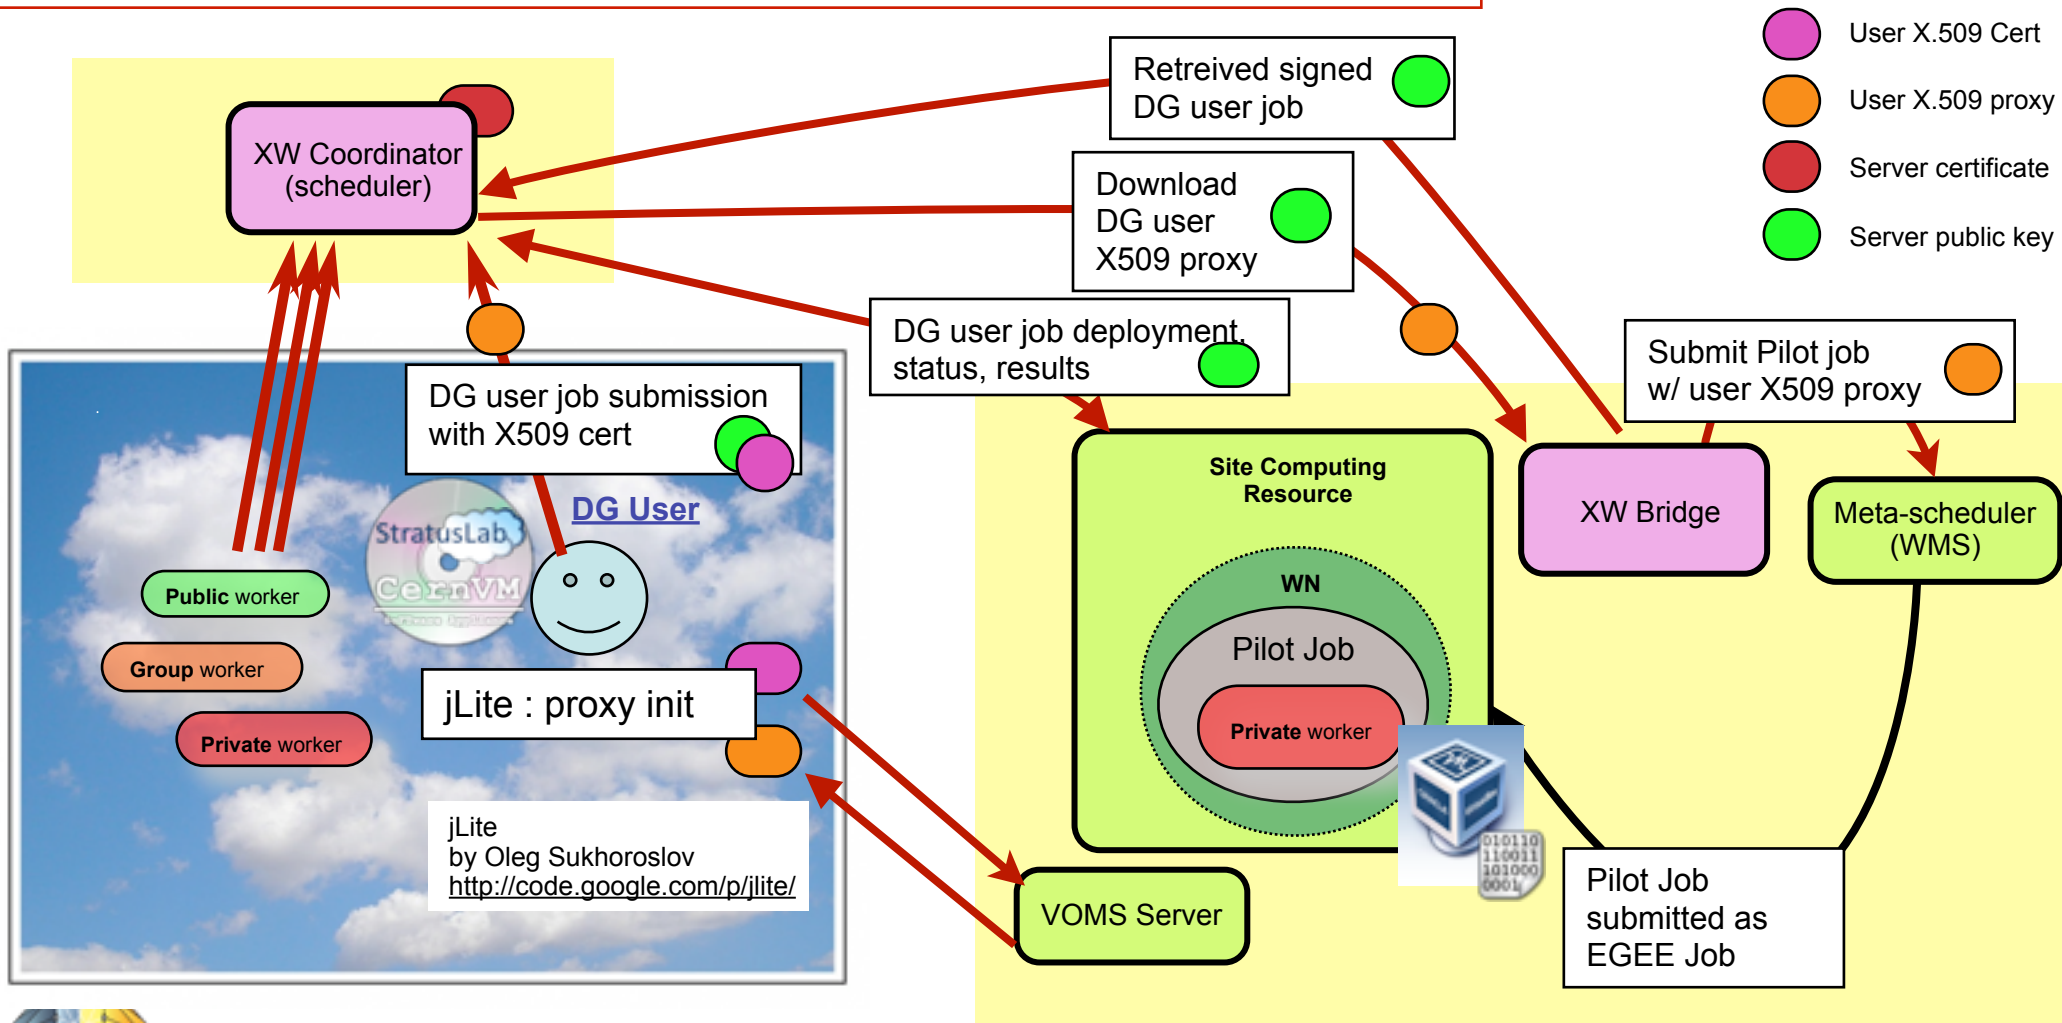 User X.509 Cert
User X.509 proxy
Server certificate
Server public key
Retreived signed
DG user job
XW Coordinator
(scheduler)
Download
DG user
X509 proxy
DG user job deployment,
status, results
Submit Pilot job
w/ user X509 proxy
DG user job submission
with X509 cert
DG User
StratusLab
CernVM
Public worker
Group worker
Private worker
jLite : proxy init
jLite
by Oleg Sukhoroslov
http://code.google.com/p/jlite/
Site Computing
Resource
WN
Pilot Job
Private worker
XW Bridge
Meta-scheduler
(WMS)
VOMS Server
010110
110011
101000
0001
Pilot Job
submitted as
EGEE Job